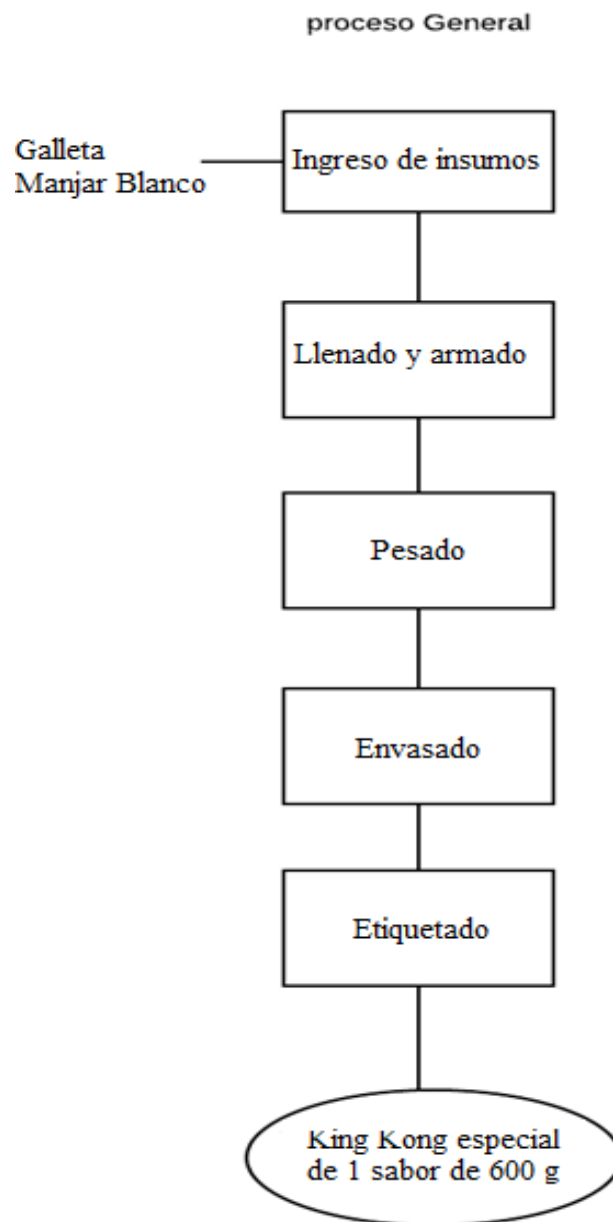 proceso General
Galleta
Manjar Blanco
Ingreso de insumos
Llenado y armado
Pesado
Envasado
Etiquetado
King Kong especial
de 1 sabor de 600 g